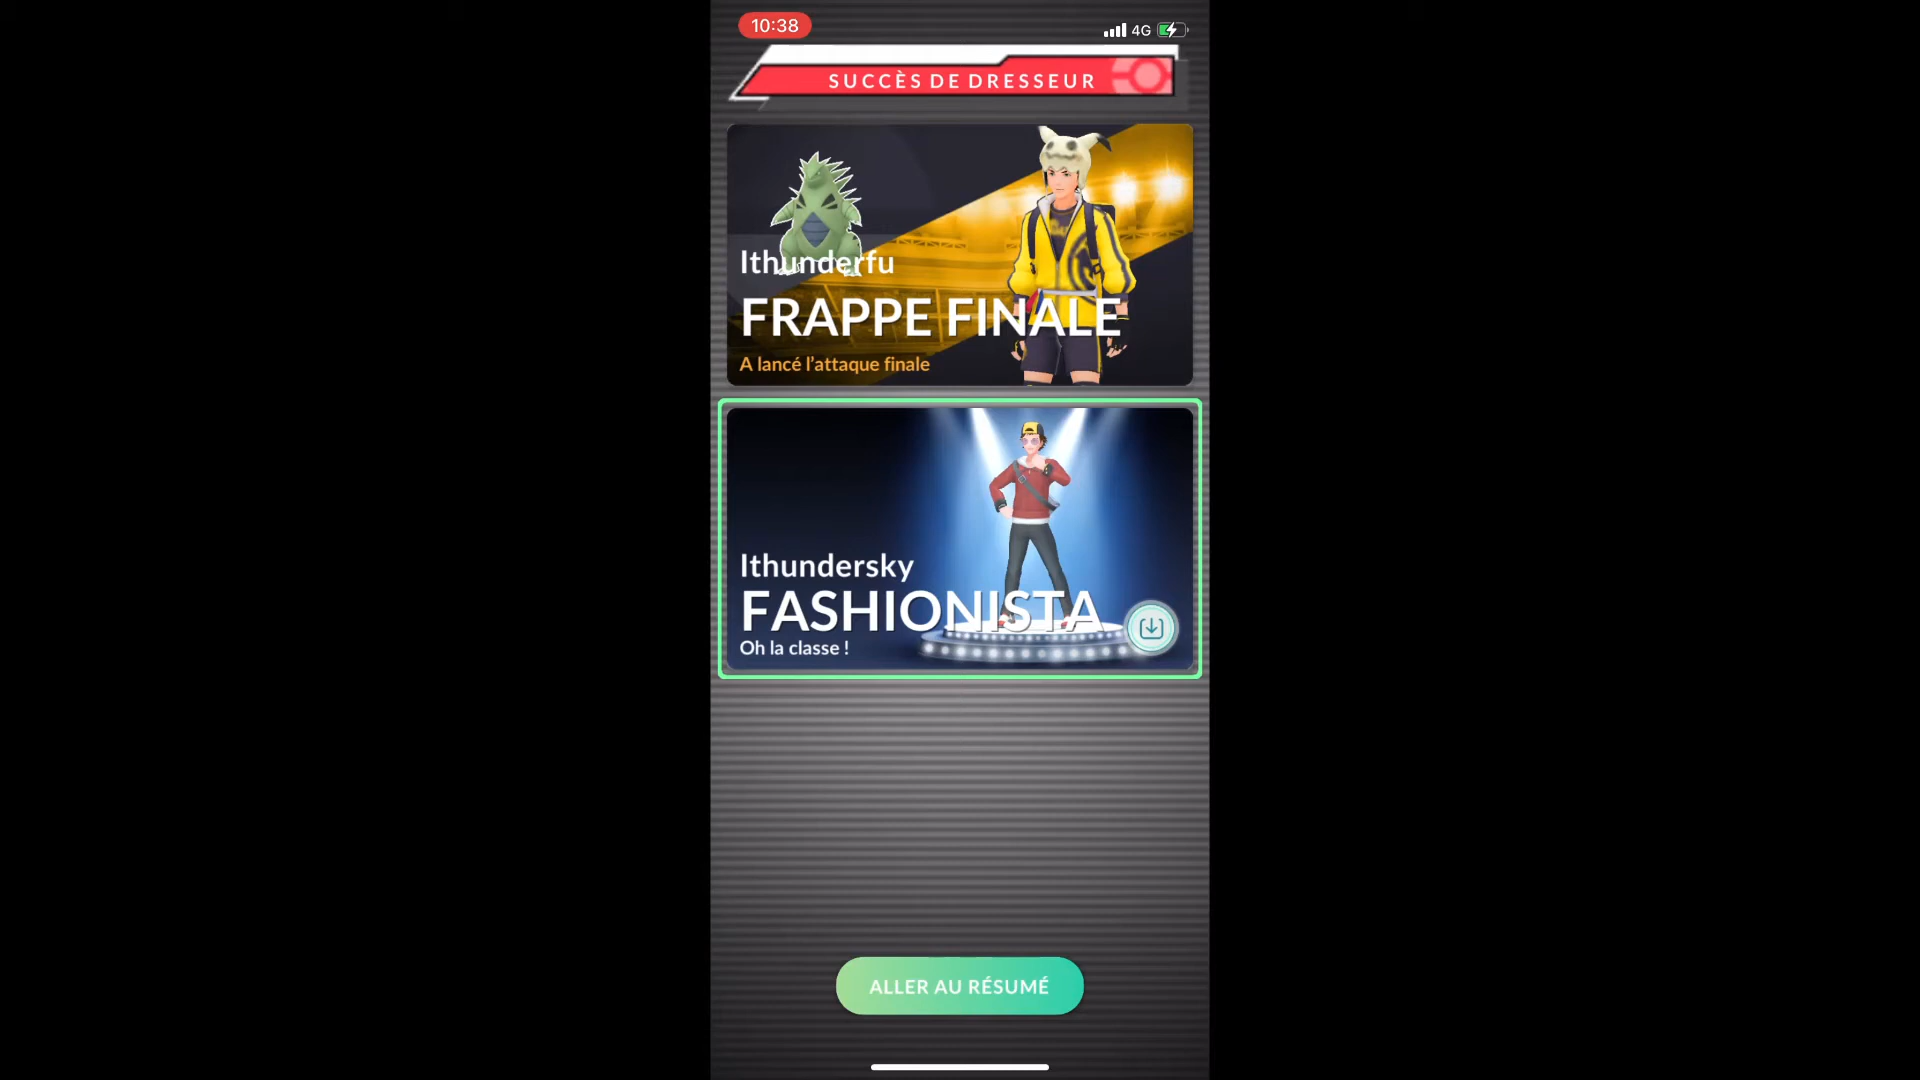 10:38
4G
SUCCÈS DE DRESSEUR
Ithunderfu
FRAPPE FINALE
A lancé l'attaque finale
Ithundersky
FASHIONISTA
Oh la classe !
ALLER AU RÉSUMÉ